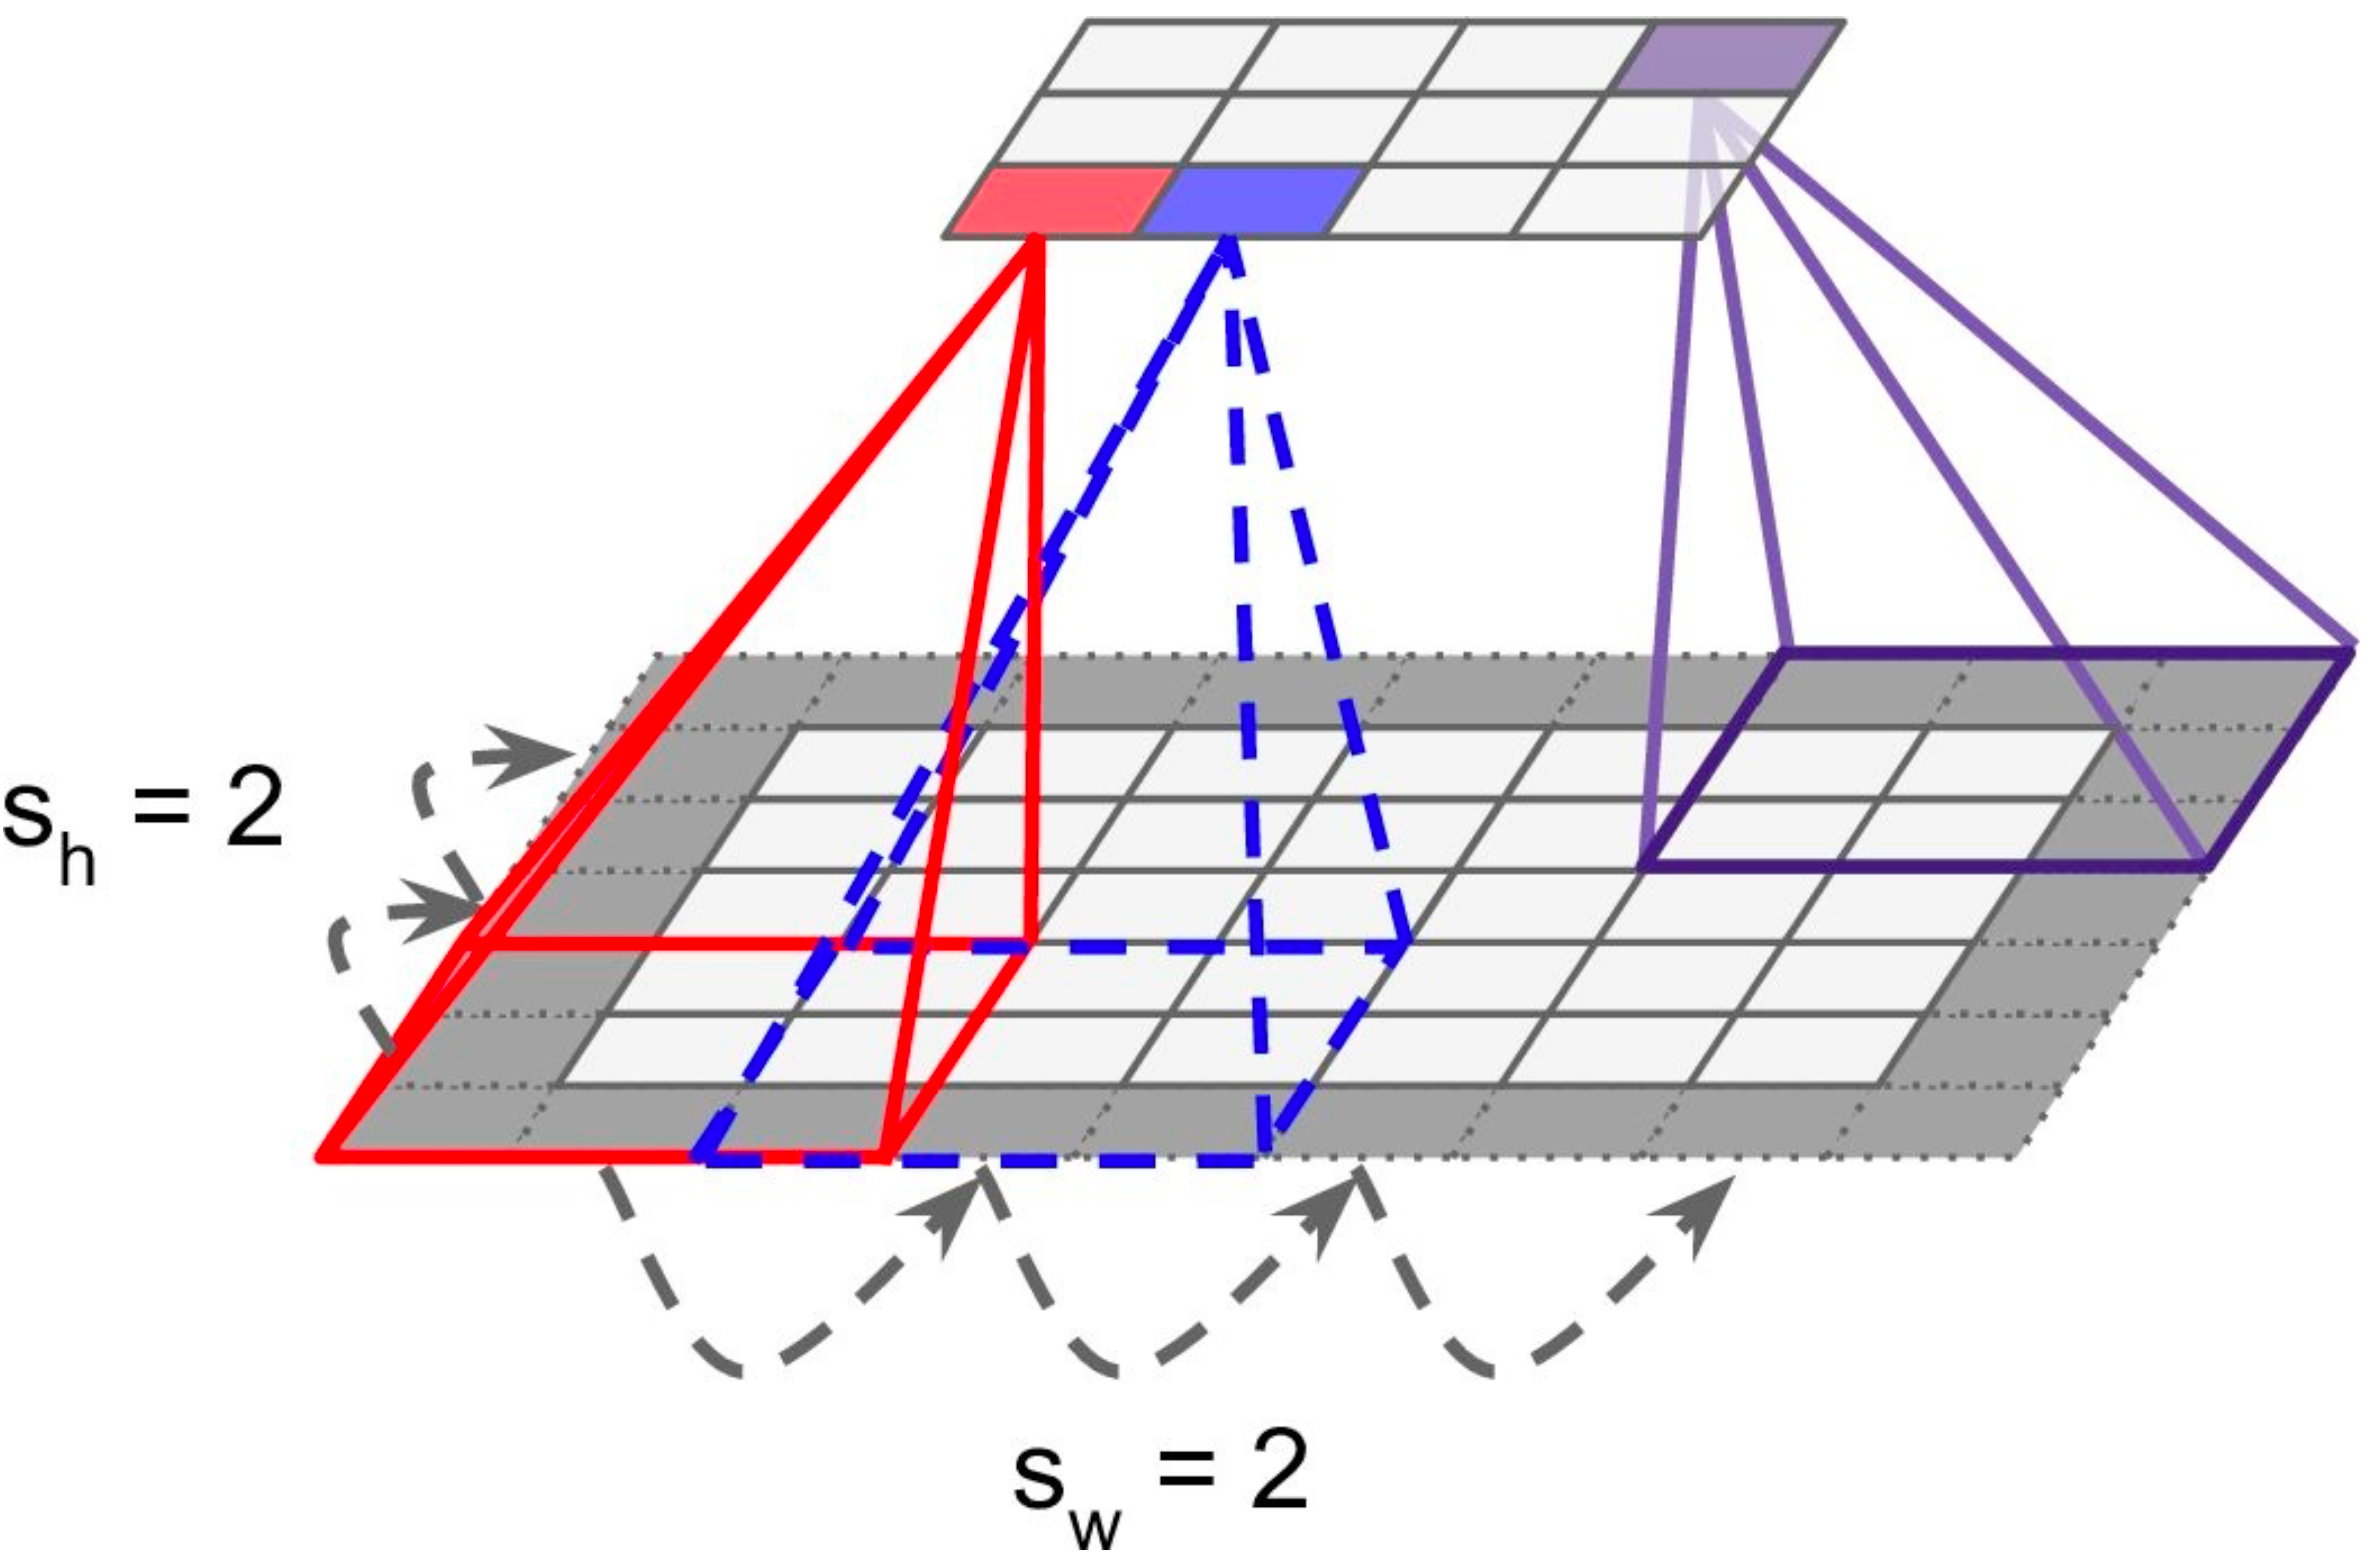 s_h = 2
s_w = 2